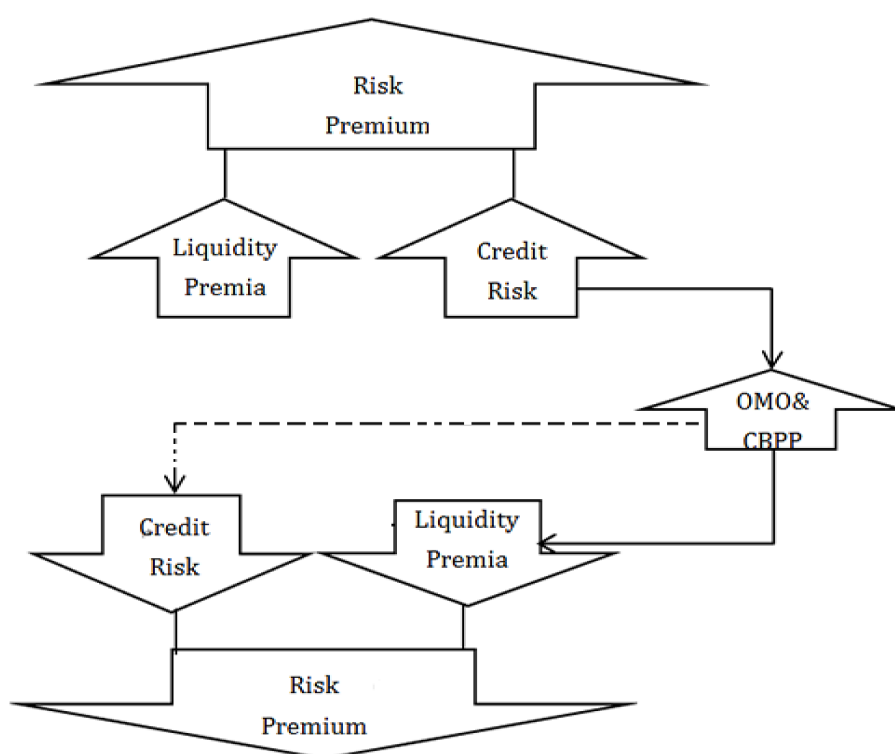 Risk
Premium
Liquidity
Premia
Credit
Risk
OMO&
CBPP
Credit
Risk
Liquidity
Premia
Risk
Premium